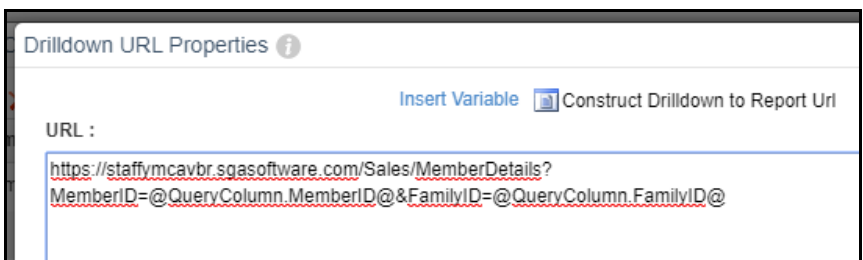 Drilldown URL Properties
Insert Variable Construct Drilldown to Report Url
URL :
https://staffymcavbr.sgasoftware.com/Sales/MemberDetails?
MemberID=@QueryColumn.MemberID@&FamilyID=@QueryColumn.FamilyID@